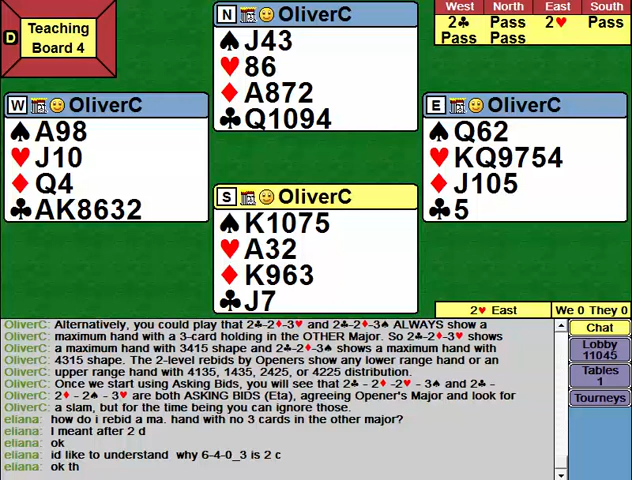 D
Teaching
Board 4
N OliverC
♠ J43
♥ 86
♦ A872
♣ Q1094
West North East South
2♣ Pass 2♥ Pass
Pass Pass
W OliverC
♠ A98
♥ J10
♦ Q4
♣ AK8632
E OliverC
♠ Q62
♥ KQ9754
♦ J105
♣ 5
S OliverC
♠ K1075
♥ A32
♦ K963
♣ J7
2♥ East We 0 They 0
OliverC: Alternatively, you could play that 2♣-2♦-3♥ and 2♣-2♦-3♠ ALWAYS show a
maximum hand with a 3-card holding in the OTHER Major. So 2♣-2♦-3♥ shows
a maximum hand with 3415 shape and 2♣-2♦-3♠ shows a maximum hand with
4315 shape. The 2-level rebids by Openers show any lower range hand or an
upper range hand with 4135, 1435, 2425, or 4225 distribution.
OliverC: Once we start using Asking Bids, you will see that 2♣ - 2♦ -2♥ - 3♠ and 2♣ -
2♦ - 2♠ - 3♥ are both ASKING BIDS (Eta), agreeing Opener's Major and look for
a slam, but for the time being you can ignore those.
eliana: how do i rebid a ma. hand with no 3 cards in the other major?
eliana: I meant after 2 d
eliana: ok
eliana: id like to understand why 6-4-0_3 is 2 c
eliana: ok th
Chat
Lobby
11045
Tables
1
Tourneys